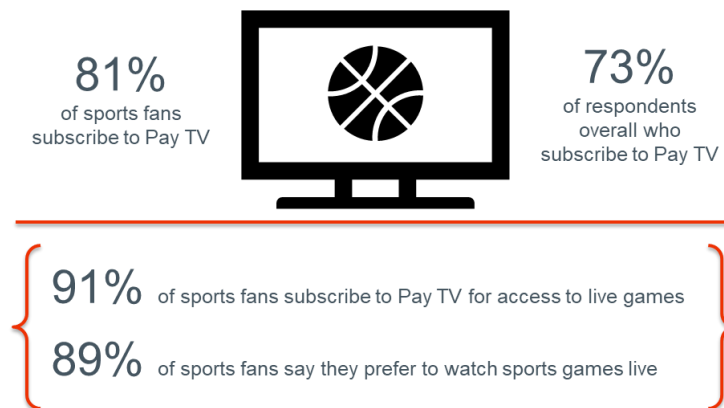 81%
of sports fans
subscribe to Pay TV
73%
of respondents
overall who
subscribe to Pay TV
91% of sports fans subscribe to Pay TV for access to live games
89% of sports fans say they prefer to watch sports games live